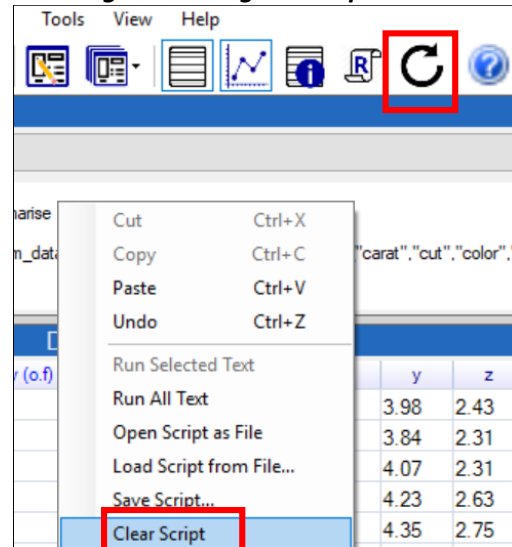 Tools View Help
R
i
?
Cut Ctrl+X
Copy Ctrl+C
"carat","cut","color",
Paste Ctrl+V
Undo Ctrl+Z
(o.f)
Run Selected Text
y z
Run All Text
3.98 2.43
Open Script as File
3.84 2.31
Load Script from File...
4.07 2.31
Save Script...
4.23 2.63
Clear Script
4.35 2.75